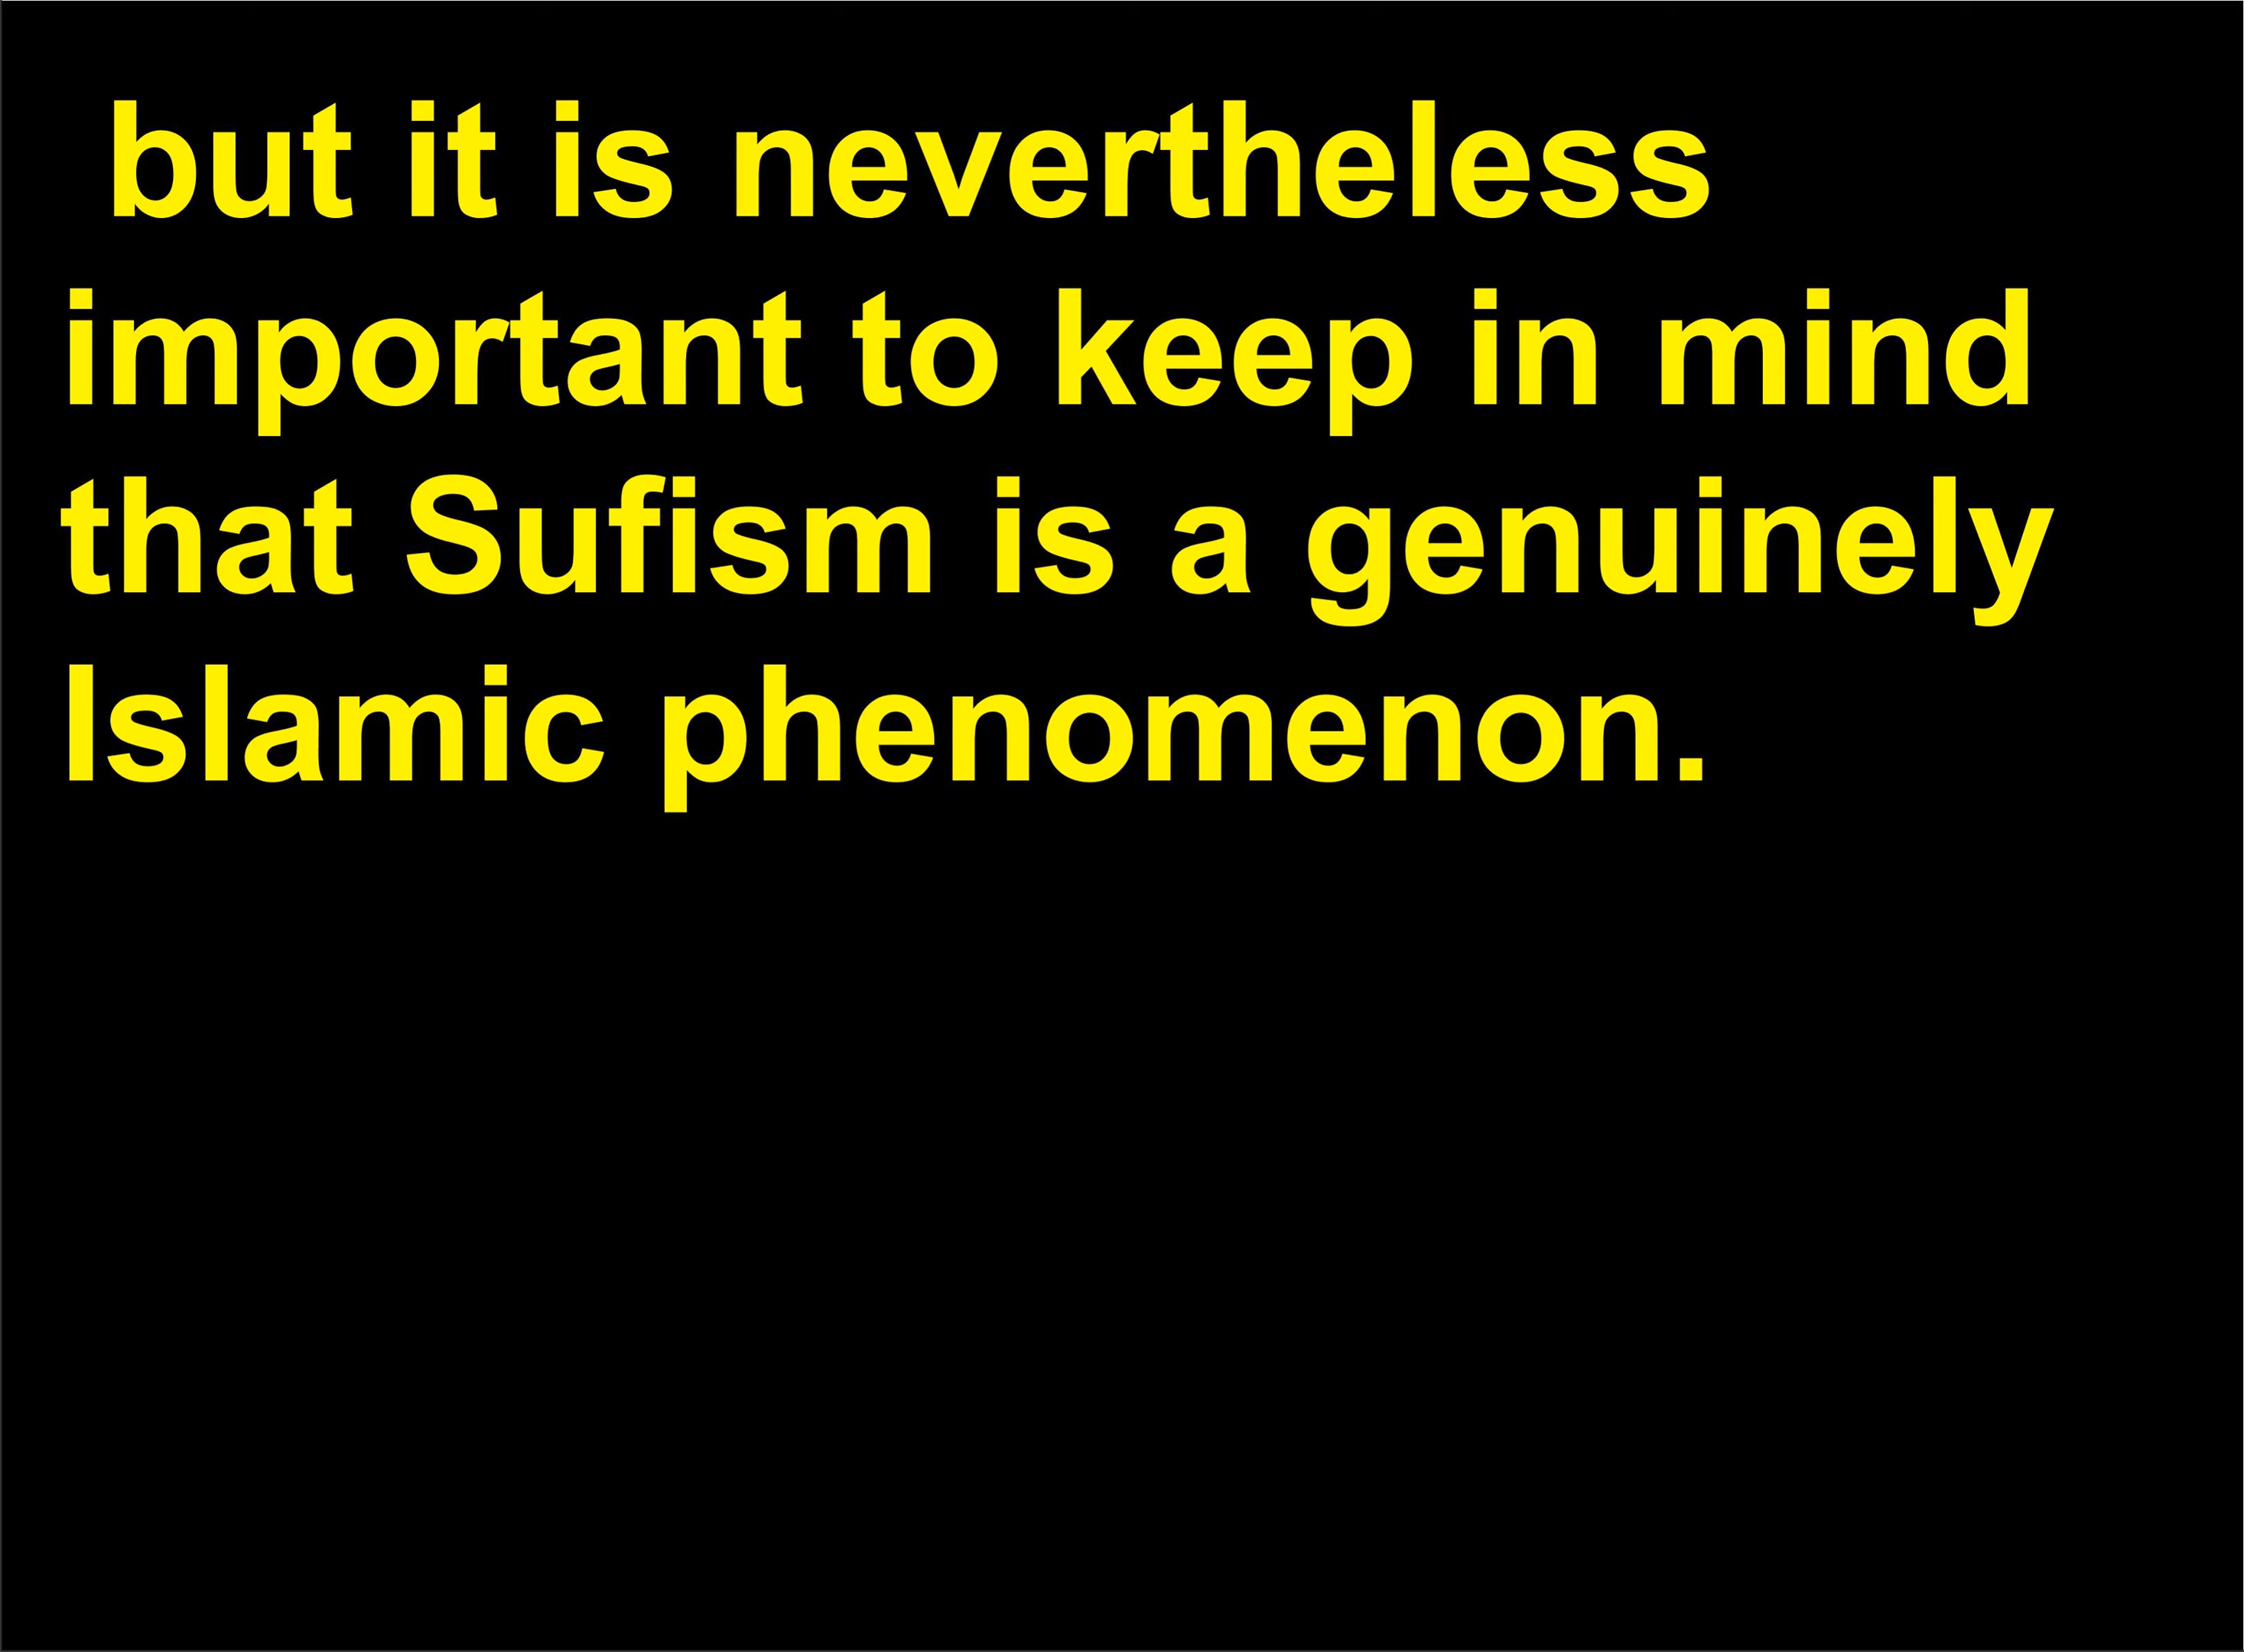 but it is nevertheless
important to keep in mind
that Sufism is a genuinely
Islamic phenomenon.